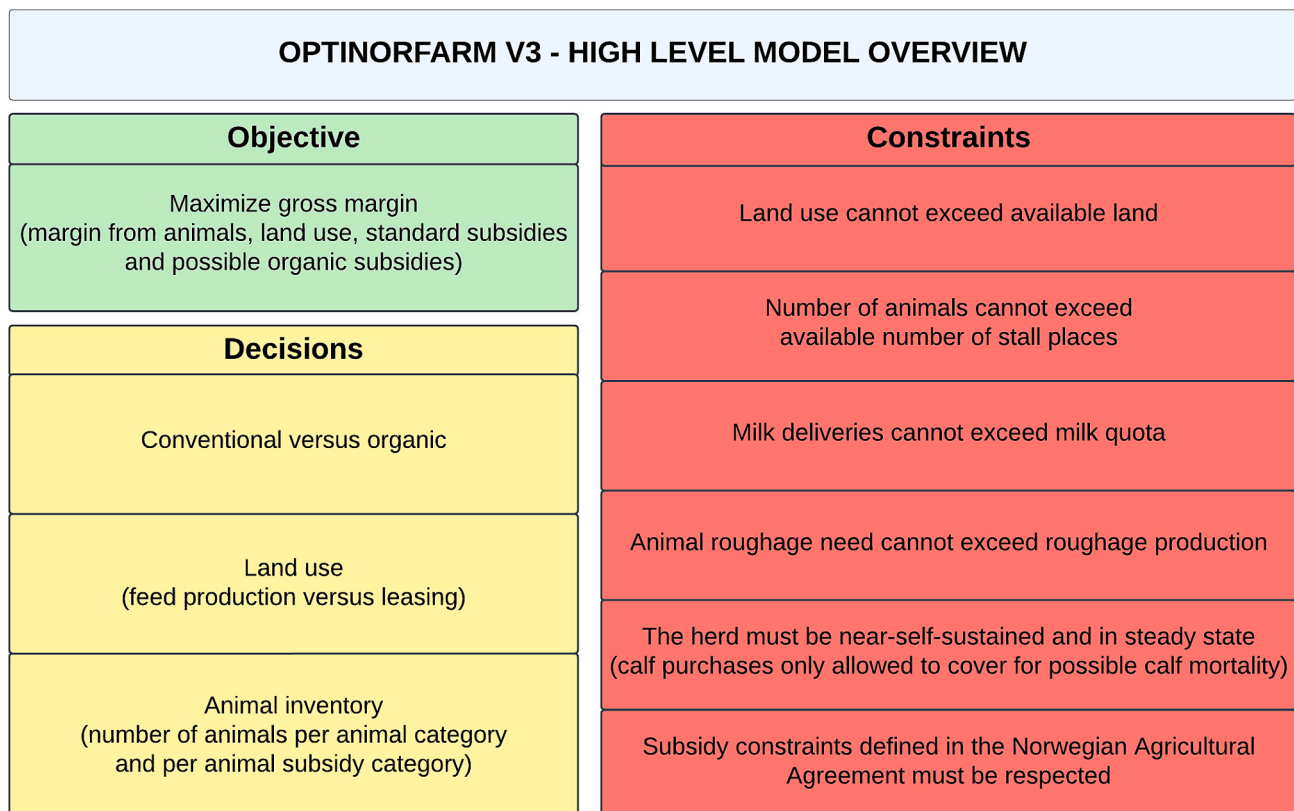 OPTINORFARM V3 - HIGH LEVEL MODEL OVERVIEW
Objective
Maximize gross margin
(margin from animals, land use, standard subsidies
and possible organic subsidies)
Decisions
Conventional versus organic
Land use
(feed production versus leasing)
Animal inventory
(number of animals per animal category
and per animal subsidy category)
Constraints
Land use cannot exceed available land
Number of animals cannot exceed
available number of stall places
Milk deliveries cannot exceed milk quota
Animal roughage need cannot exceed roughage production
The herd must be near-self-sustained and in steady state
(calf purchases only allowed to cover for possible calf mortality)
Subsidy constraints defined in the Norwegian Agricultural
Agreement must be respected